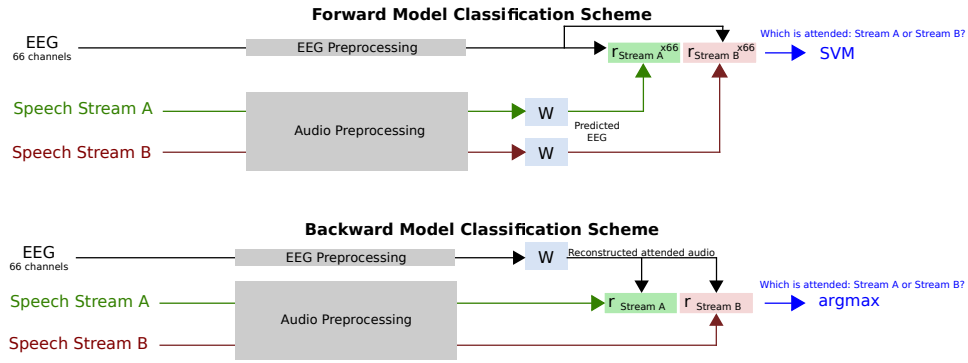 Forward Model Classification Scheme
EEG
66 channels
EEG Preprocessing
r Stream A x66
r Stream B x66
Which is attended: Stream A or Stream B?
SVM
Speech Stream A
Speech Stream B
Audio Preprocessing
W
W
Predicted
EEG
Backward Model Classification Scheme
EEG
66 channels
EEG Preprocessing
W
Reconstructed attended audio
Speech Stream A
Speech Stream B
Audio Preprocessing
r Stream A
r Stream B
Which is attended: Stream A or Stream B?
argmax